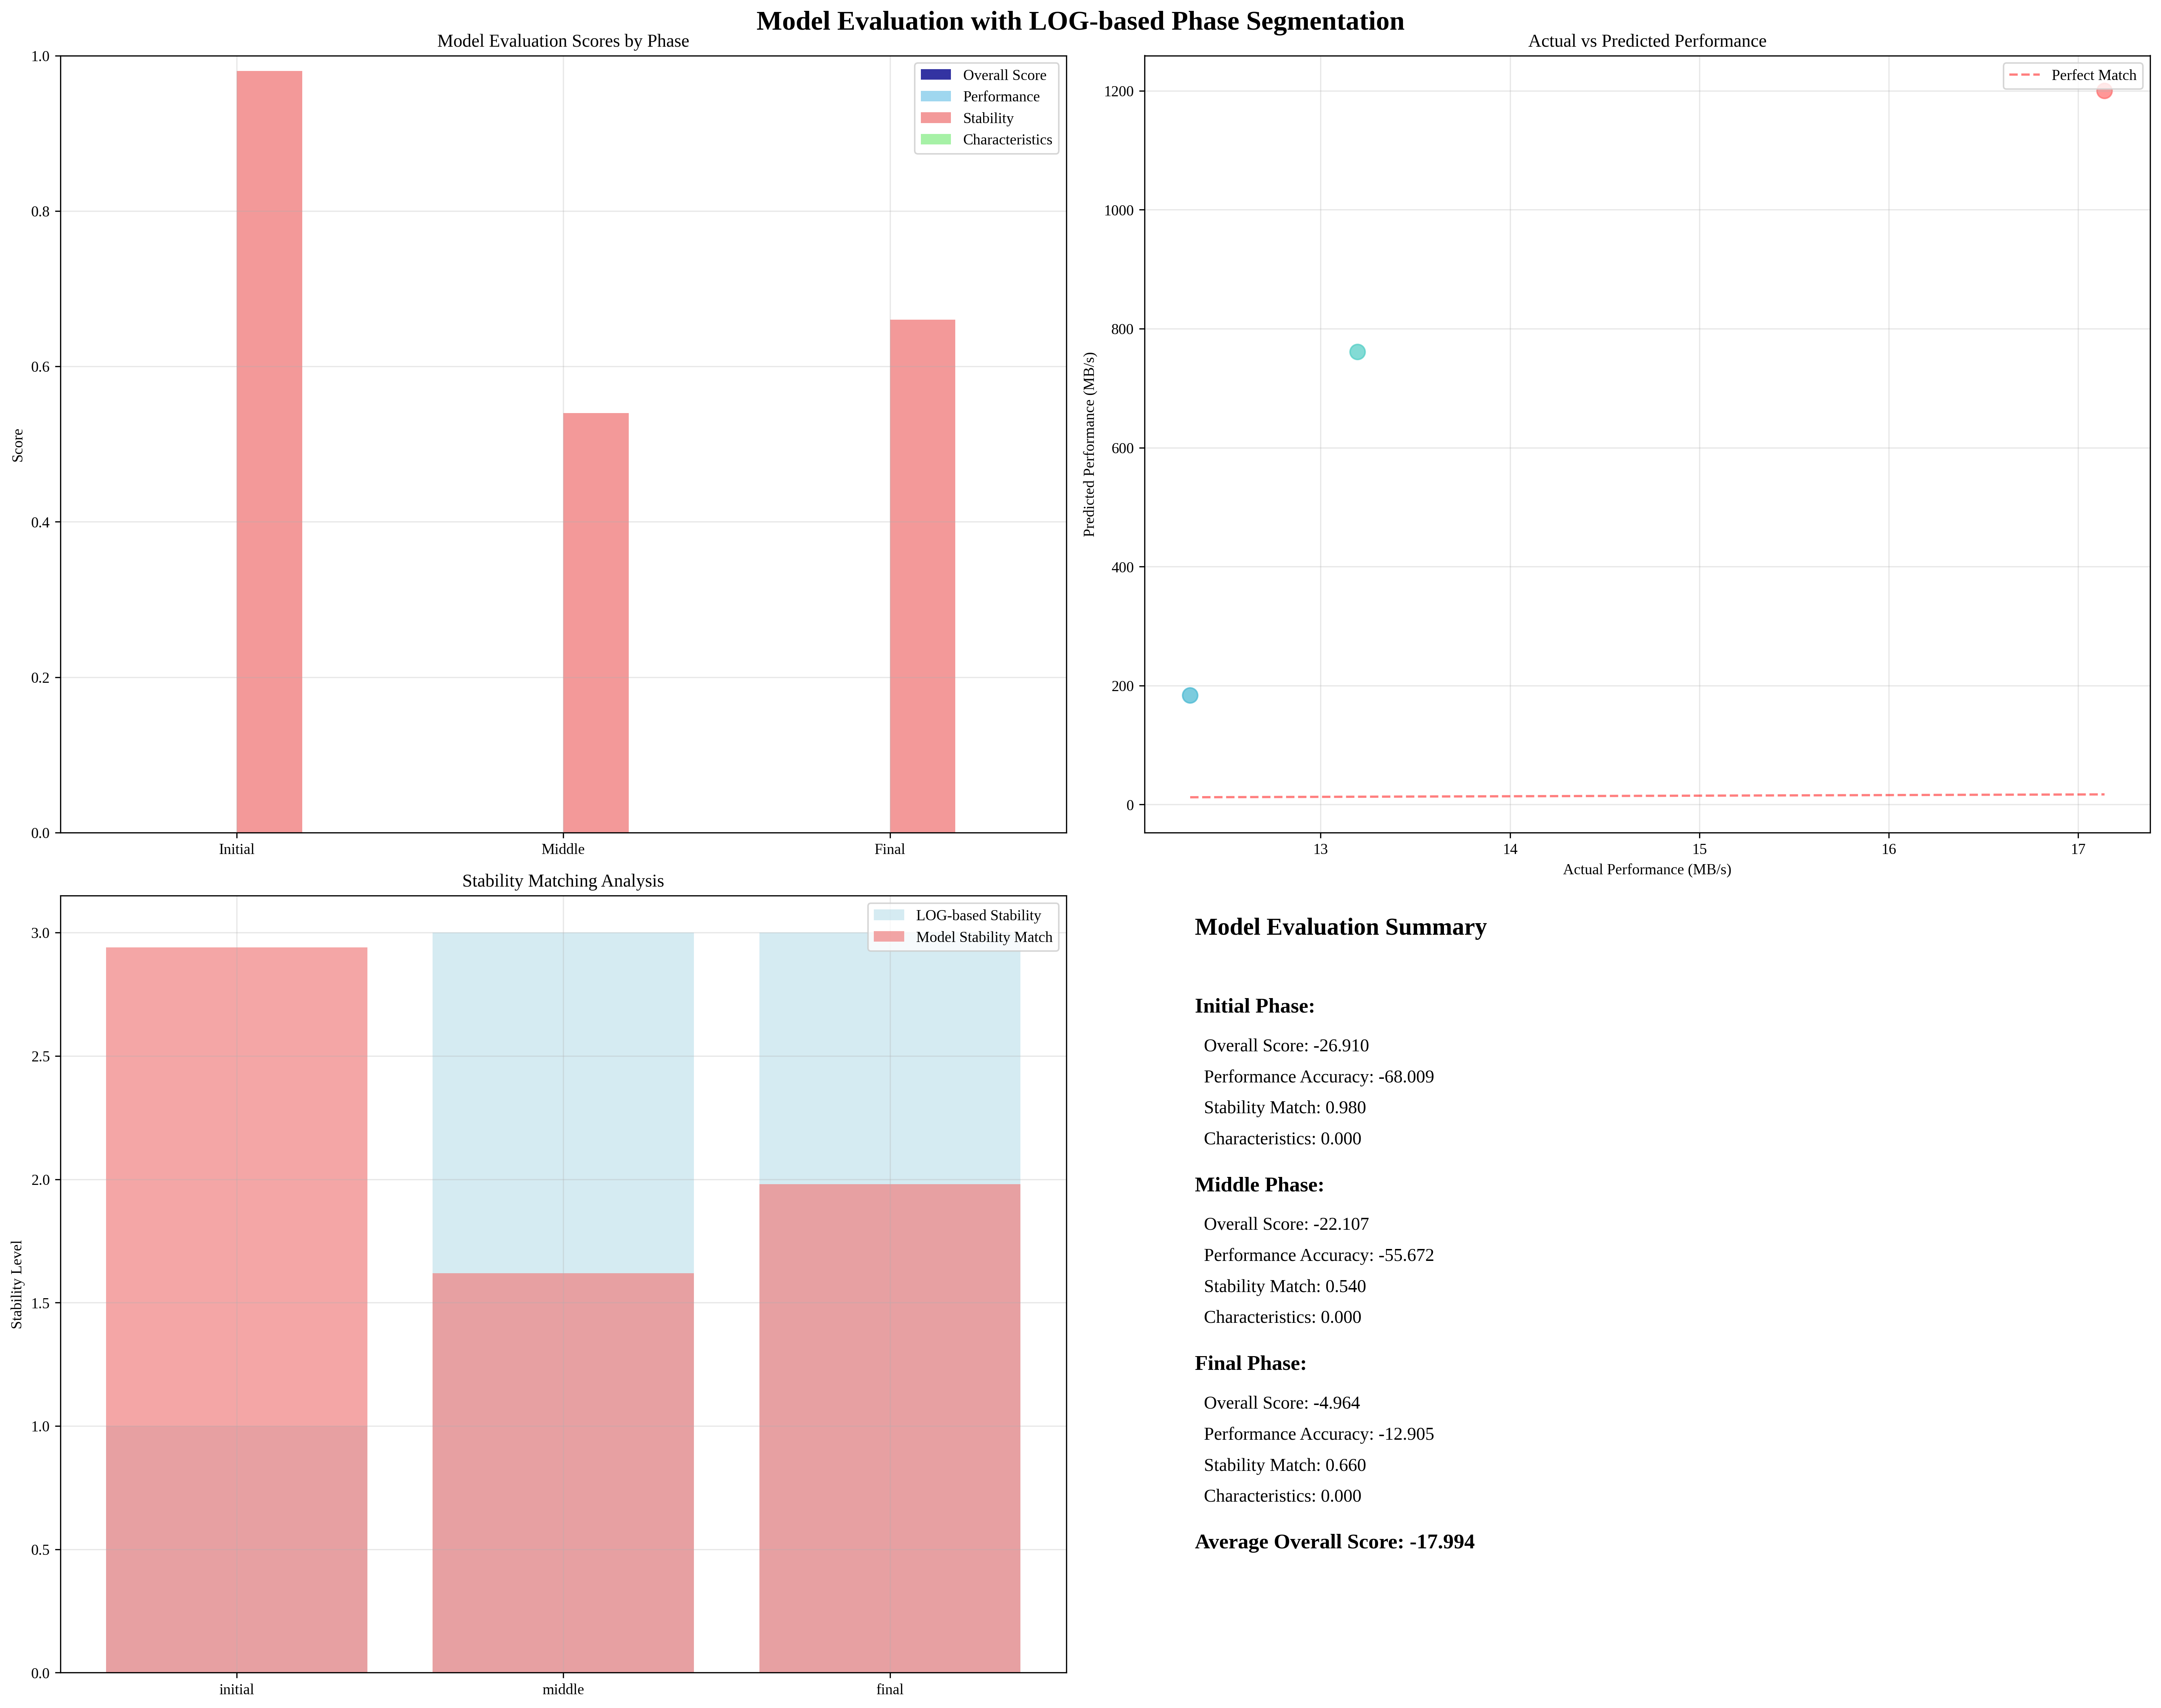 Model Evaluation with LOG-based Phase Segmentation
Model Evaluation Scores by Phase
1.0
0.8
0.6
0.4
0.2
0.0
Score
Initial
Middle
Final
Overall Score
Performance
Stability
Characteristics
Actual vs Predicted Performance
1200
1000
800
600
400
200
0
Predicted Performance (MB/s)
13
14
15
16
17
Actual Performance (MB/s)
Perfect Match
Stability Matching Analysis
3.0
2.5
2.0
1.5
1.0
0.5
0.0
Stability Level
initial
middle
final
LOG-based Stability
Model Stability Match
Model Evaluation Summary
Initial Phase:
Overall Score: -26.910
Performance Accuracy: -68.009
Stability Match: 0.980
Characteristics: 0.000
Middle Phase:
Overall Score: -22.107
Performance Accuracy: -55.672
Stability Match: 0.540
Characteristics: 0.000
Final Phase:
Overall Score: -4.964
Performance Accuracy: -12.905
Stability Match: 0.660
Characteristics: 0.000
Average Overall Score: -17.994